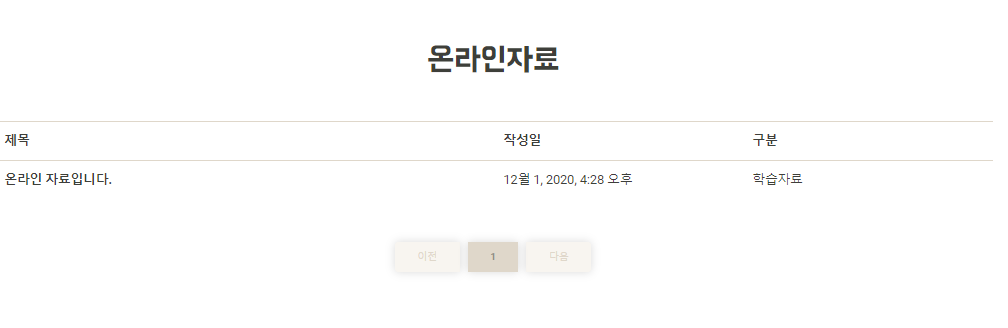 온라인자료
제목 작성일 구분
온라인 자료입니다. 12월 1, 2020, 4:28 오후 학습자료
이전 1 다음